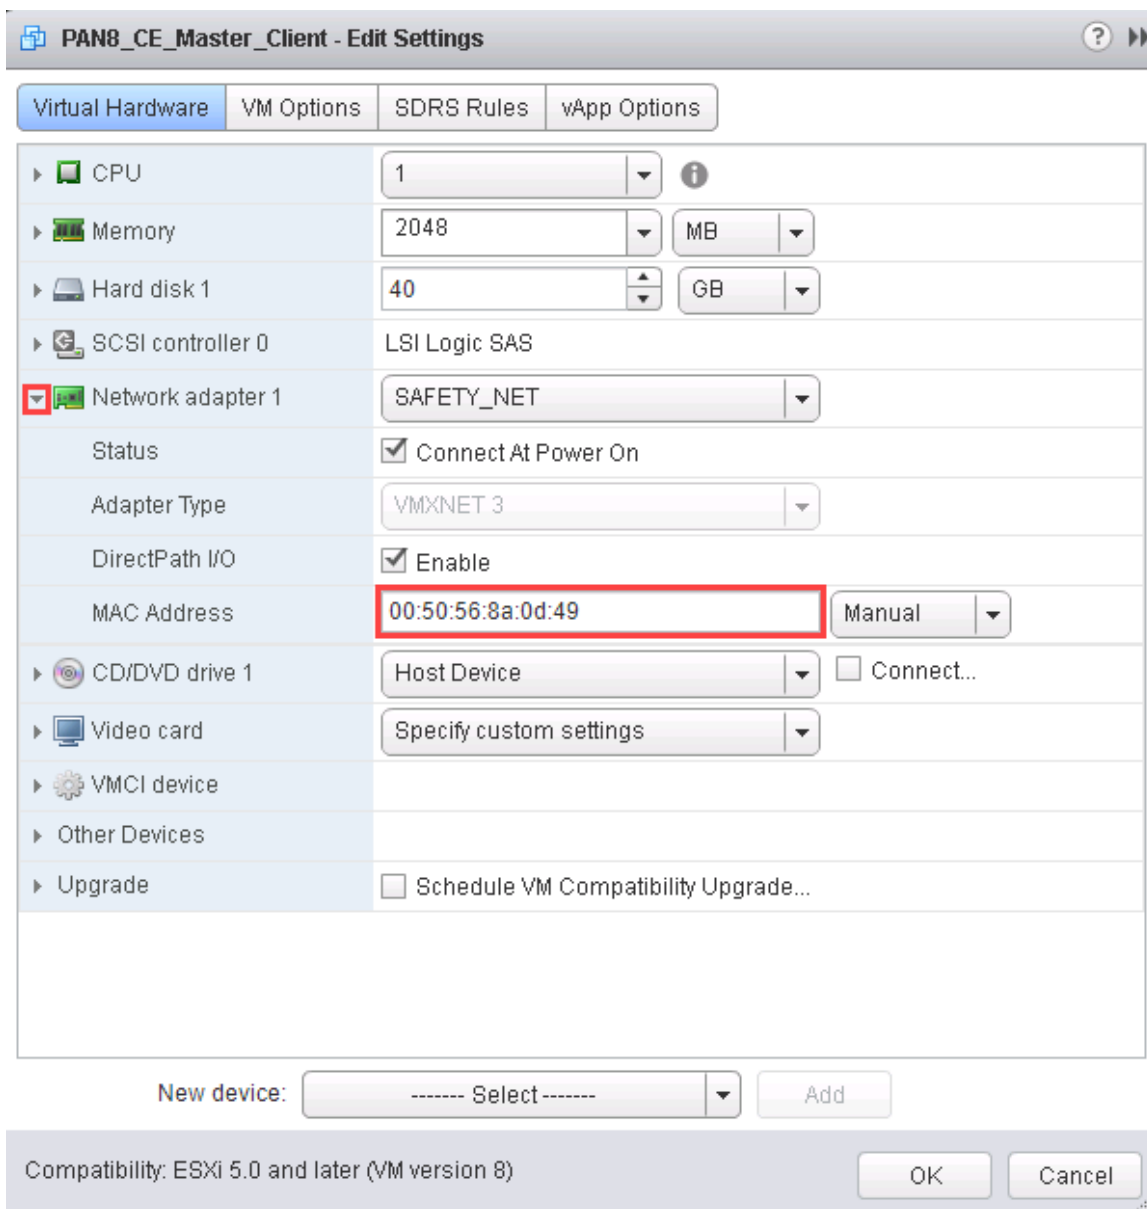 PAN8_CE_Master_Client - Edit Settings ?
Virtual Hardware VM Options SDRS Rules vApp Options
CPU 1
Memory 2048 MB
Hard disk 1 40 GB
SCSI controller 0 LSI Logic SAS
Network adapter 1 SAFETY_NET
Status Connect At Power On
Adapter Type VMXNET 3
DirectPath I/O Enable
MAC Address 00:50:56:8a:0d:49 Manual
CD/DVD drive 1 Host Device Connect...
Video card Specify custom settings
VMCI device
Other Devices
Upgrade Schedule VM Compatibility Upgrade...
New device: ------- Select ------- Add
Compatibility: ESXi 5.0 and later (VM version 8) OK Cancel